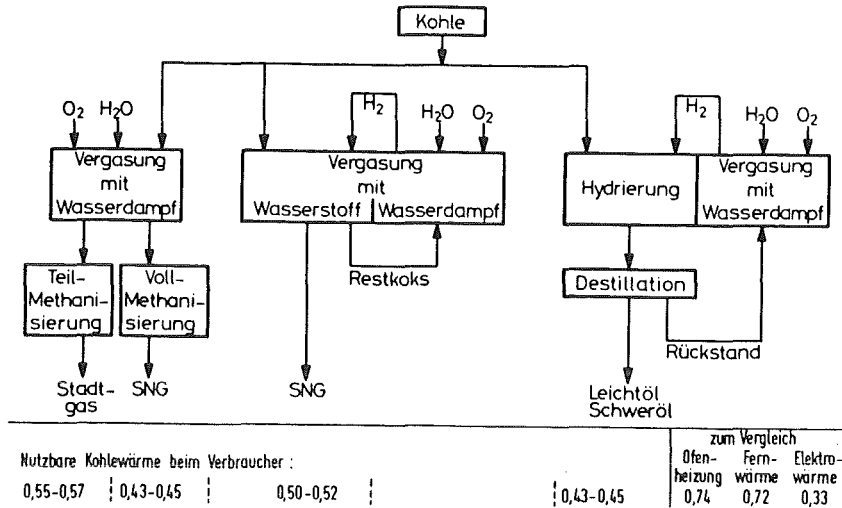 Kohle
O₂ H₂O
H₂
H₂O O₂
H₂
H₂O O₂
Vergasung
mit
Wasserdampf
Vergasung
mit
Wasserstoff Wasserdampf
Hydrierung
Vergasung
mit
Wasserdampf
Restkoks
Teil-
Methani-
sierung
Voll-
Methani-
sierung
Destillation
Rückstand
Stadt-
gas
SNG
SNG
Leichtöl
Schweröl
Nutzbare Kohlewärme beim Verbraucher :
0,55-0,57 0,43-0,45 0,50-0,52 0,43-0,45
zum Vergleich
Ofen-
heizung
0,74
Fern-
wärme
0,72
Elektro-
wärme
0,33